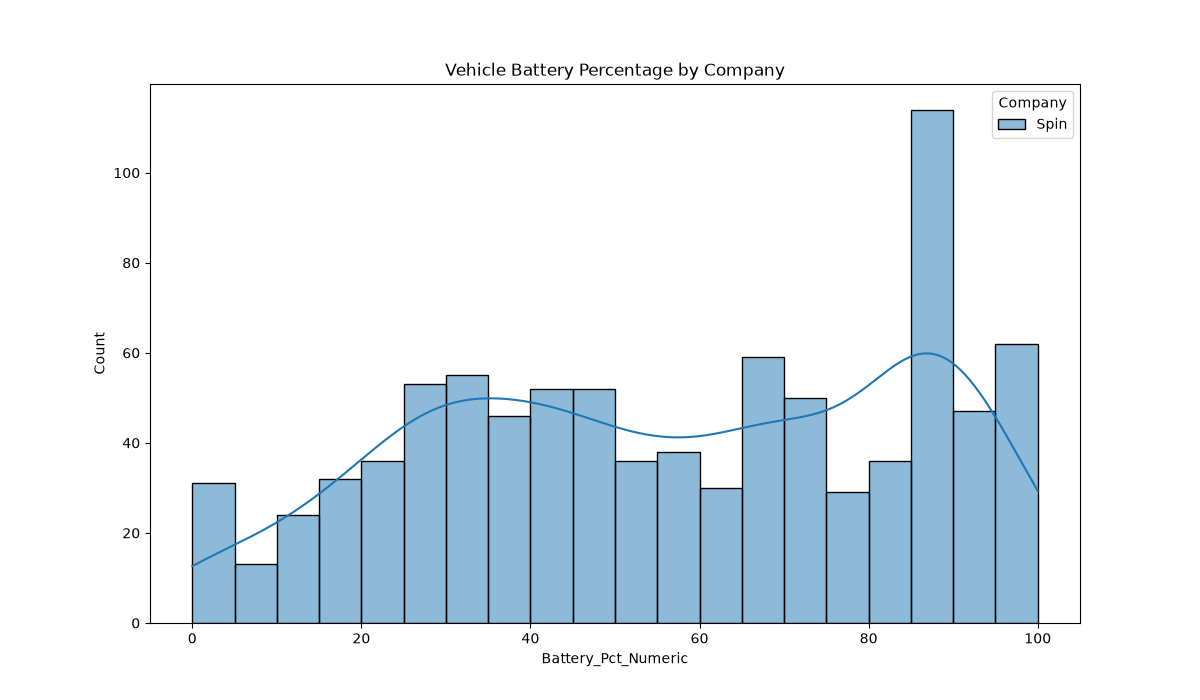 Vehicle Battery Percentage by Company
Company
Spin
100
80
60
40
20
0
Count
0 20 40 60 80 100
Battery_Pct_Numeric